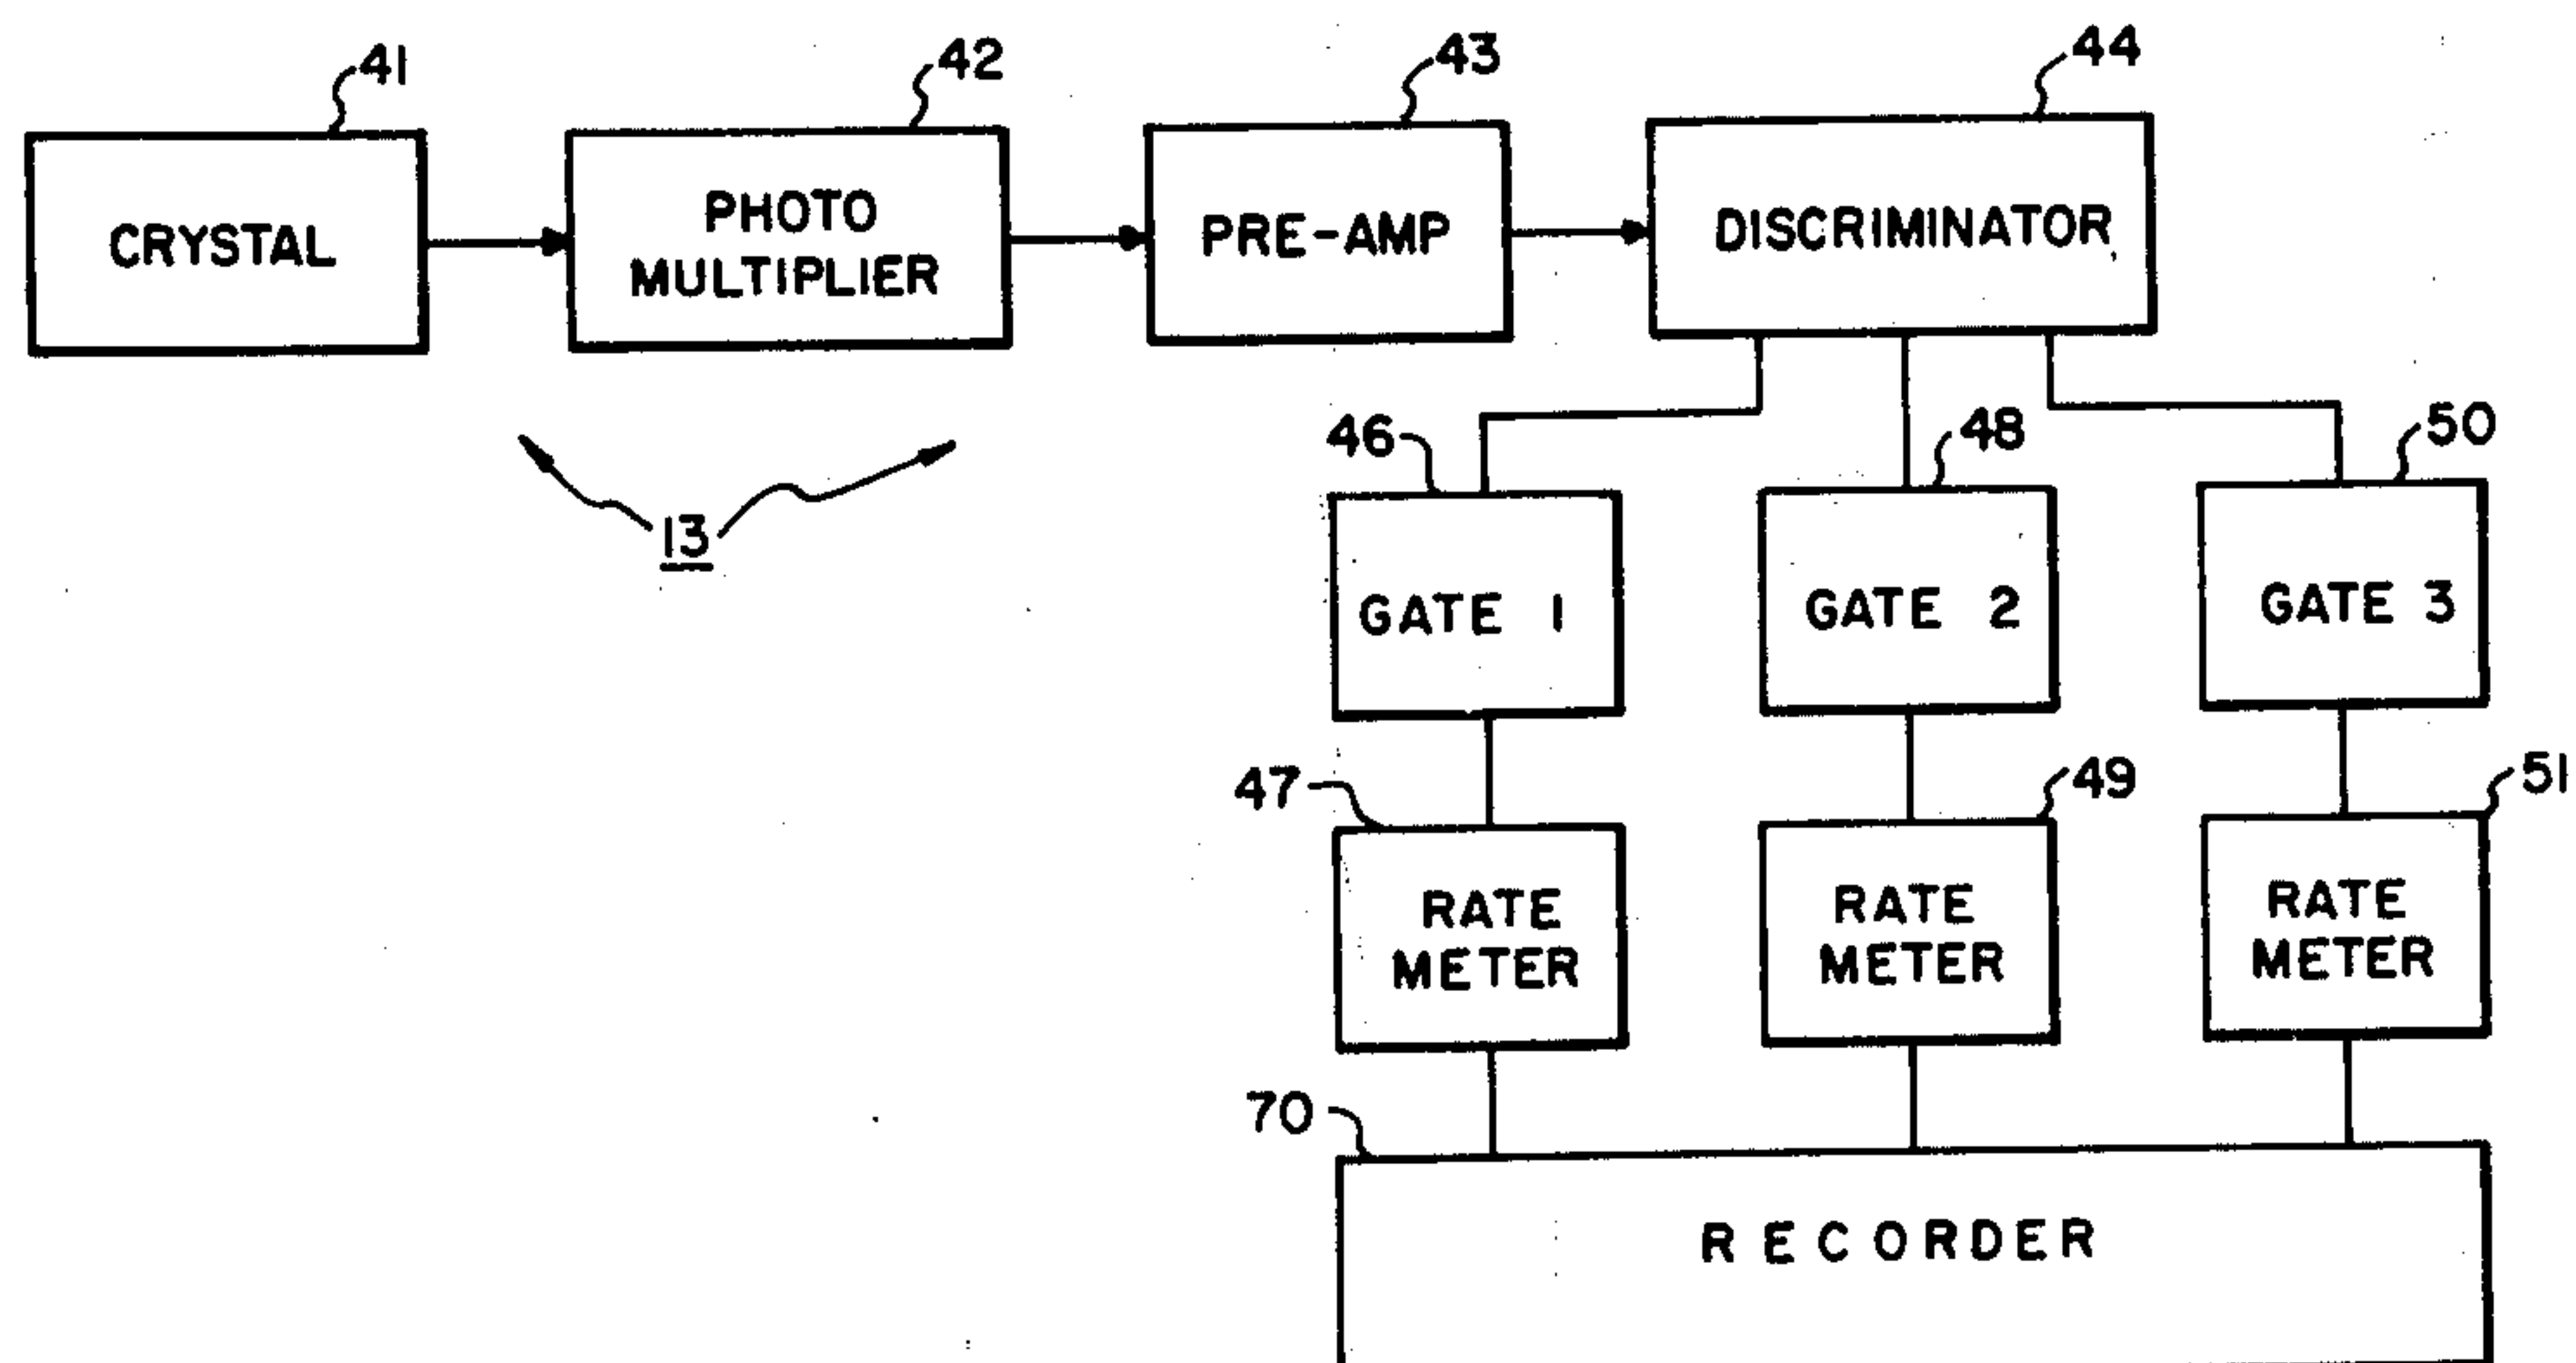 41
42
43
44
CRYSTAL
PHOTO
MULTIPLIER
PRE-AMP
DISCRIMINATOR
13
46
48
50
GATE 1
GATE 2
GATE 3
47
49
51
RATE
METER
RATE
METER
RATE
METER
70
RECORDER